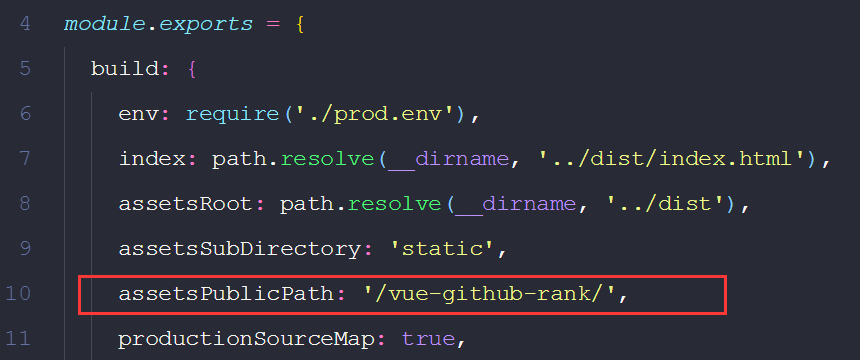 4 module.exports = {
5 build: {
6 env: require('./prod.env'),
7 index: path.resolve(__dirname, '../dist/index.html'),
8 assetsRoot: path.resolve(__dirname, '../dist'),
9 assetsSubDirectory: 'static',
10 assetsPublicPath: '/vue-github-rank/',
11 productionSourceMap: true,